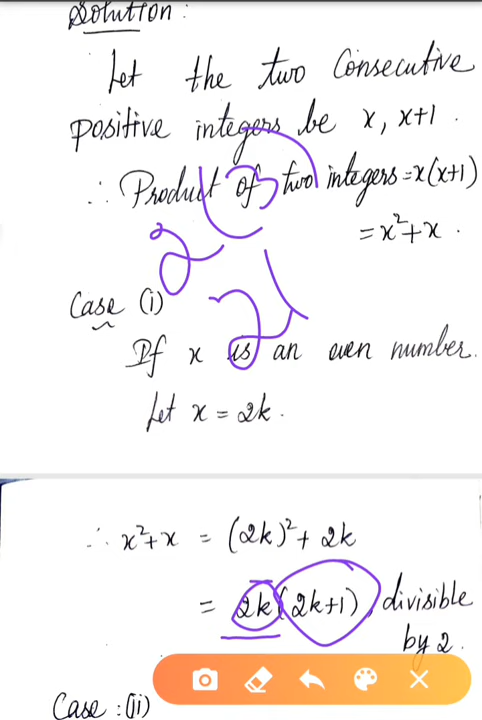 Solution :
Let the two Consecutive
positive integers be x, x+1 .
∴ Product of two integers = x(x+1)
= x²+x .
Case (i)
If x is an even number.
Let x = 2k .
∴ x²+x = (2k)²+ 2k
= 2k(2k+1), divisible
by 2.
Case : (ii)